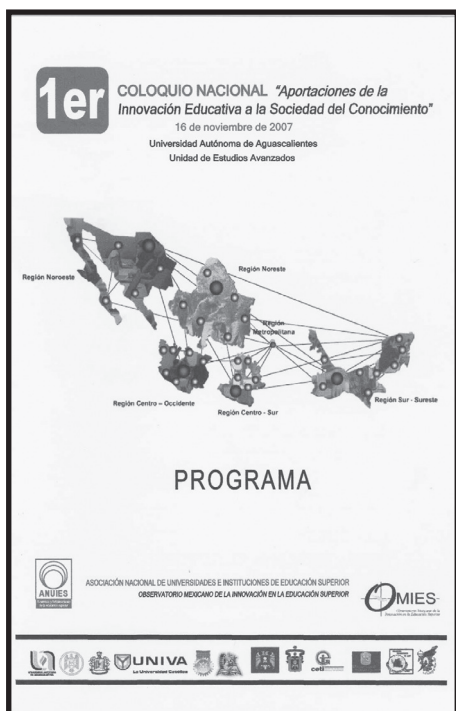 1er
COLOQUIO NACIONAL "Aportaciones de la
Innovación Educativa a la Sociedad del Conocimiento"
16 de noviembre de 2007
Universidad Autónoma de Aguascalientes
Unidad de Estudios Avanzados
Región Noroeste
Región Noreste
Región
Metropolitana
Región Centro – Occidente
Región Centro - Sur
Región Sur - Sureste
PROGRAMA
ANUIES
ASOCIACIÓN NACIONAL DE UNIVERSIDADES E INSTITUCIONES DE EDUCACIÓN SUPERIOR
OBSERVATORIO MEXICANO DE LA INNOVACIÓN EN LA EDUCACIÓN SUPERIOR
OMIES
UNIVA
La Universidad Católica
ceti